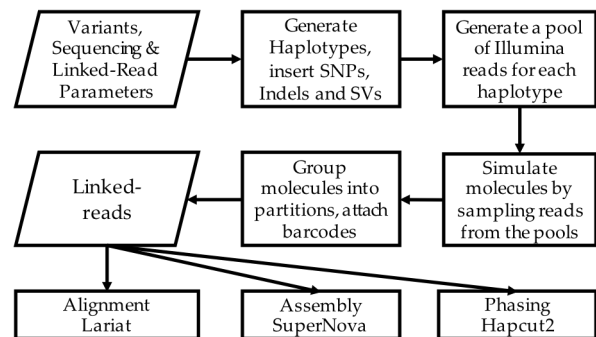 Variants,
Sequencing &
Linked-Read
Parameters
Generate
Haplotypes,
insert SNPs,
Indels and SVs
Generate a pool
of Illumina
reads for each
haplotype
Simulate
molecules by
sampling reads
from the pools
Group
molecules into
partitions, attach
barcodes
Linked-
reads
Alignment
Lariat
Assembly
SuperNova
Phasing
Hapcut2